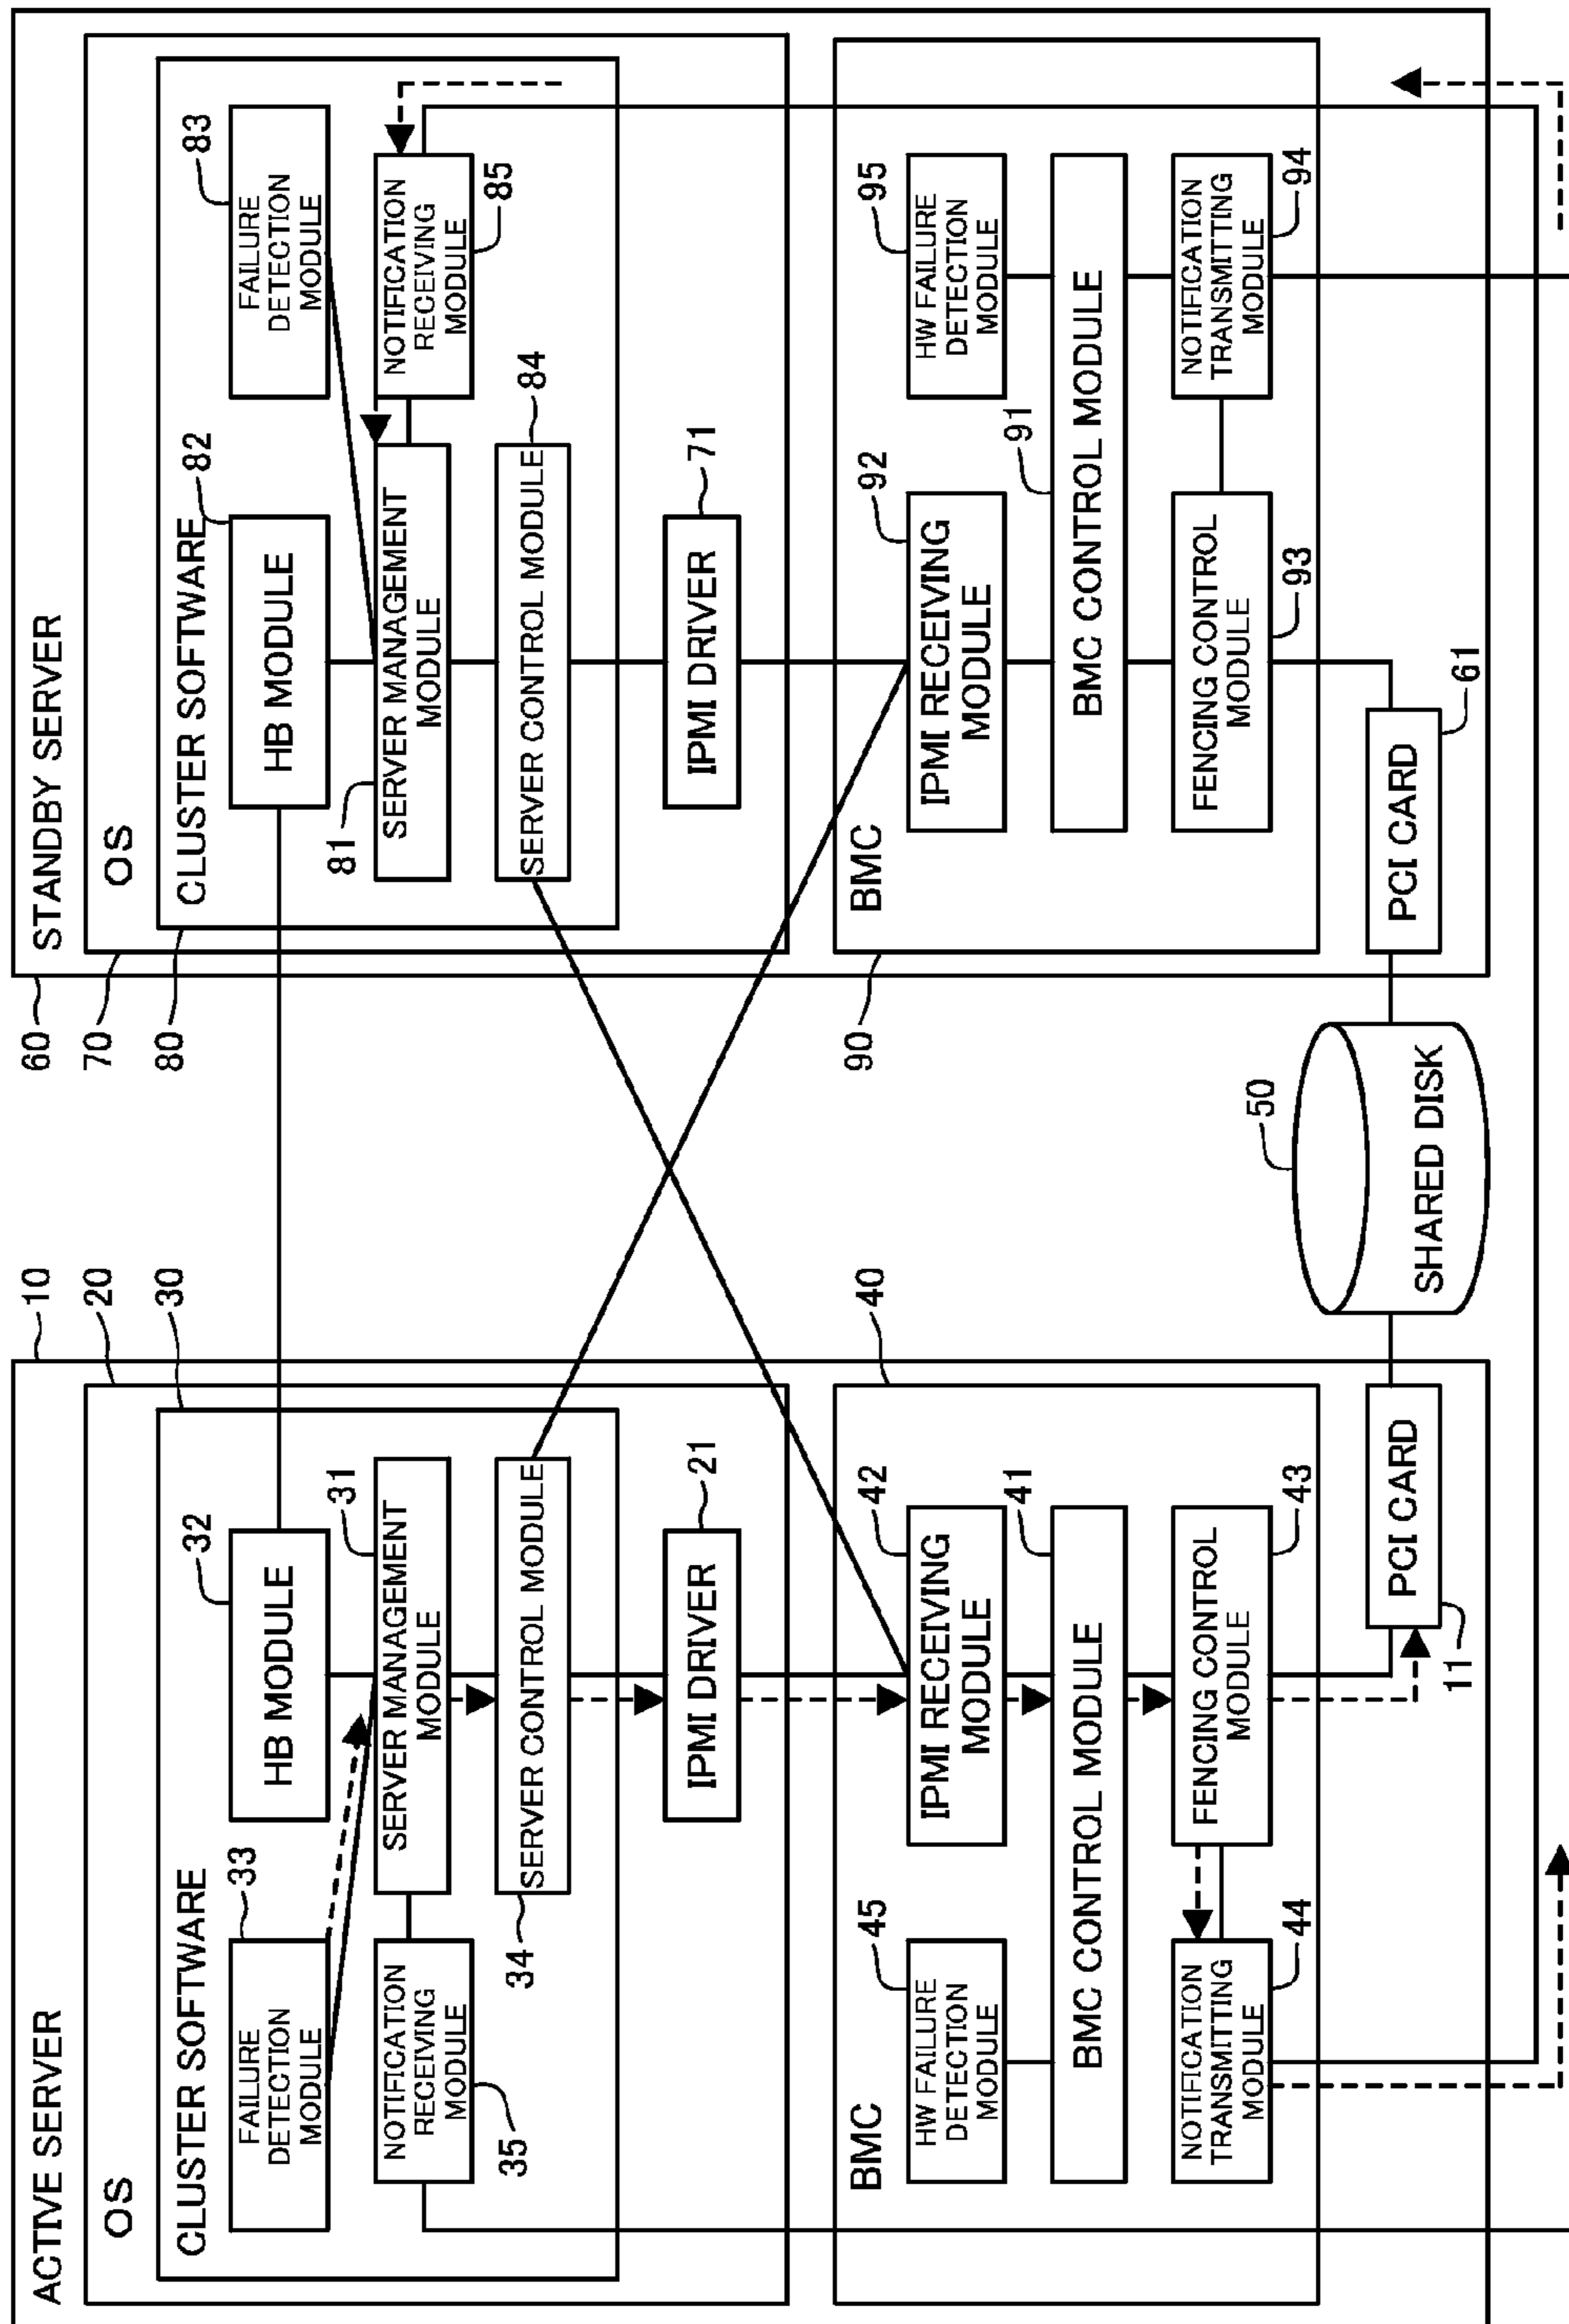 ACTIVE SERVER
10
OS
20
CLUSTER SOFTWARE
30
FAILURE
DETECTION
MODULE
33
HB MODULE
32
NOTIFICATION
RECEIVING
MODULE
35
SERVER MANAGEMENT
MODULE
31
SERVER CONTROL MODULE
34
IPMI DRIVER
21
BMC
40
HW FAILURE
DETECTION
MODULE
45
IPMI RECEIVING
MODULE
42
BMC CONTROL MODULE
41
NOTIFICATION
TRANSMITTING
MODULE
44
FENCING CONTROL
MODULE
43
PCI CARD
11
SHARED DISK
50
STANDBY SERVER
60
OS
70
CLUSTER SOFTWARE
80
HB MODULE
82
FAILURE
DETECTION
MODULE
83
SERVER MANAGEMENT
MODULE
81
NOTIFICATION
RECEIVING
MODULE
85
SERVER CONTROL MODULE
84
IPMI DRIVER
71
BMC
90
IPMI RECEIVING
MODULE
92
HW FAILURE
DETECTION
MODULE
95
BMC CONTROL MODULE
91
FENCING CONTROL
MODULE
93
NOTIFICATION
TRANSMITTING
MODULE
94
PCI CARD
61